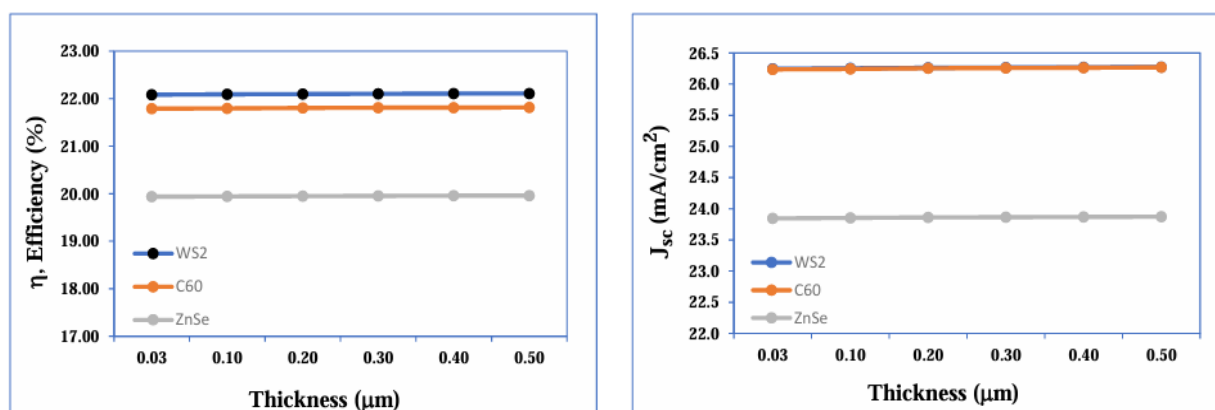 23.00
22.00
21.00
20.00
19.00
18.00
17.00
η, Efficiency (%)
WS2
C60
ZnSe
0.03 0.10 0.20 0.30 0.40 0.50
Thickness (μm)
26.5
26.0
25.5
25.0
24.5
24.0
23.5
23.0
22.5
22.0
J_sc (mA/cm²)
WS2
C60
ZnSe
0.03 0.10 0.20 0.30 0.40 0.50
Thickness (μm)